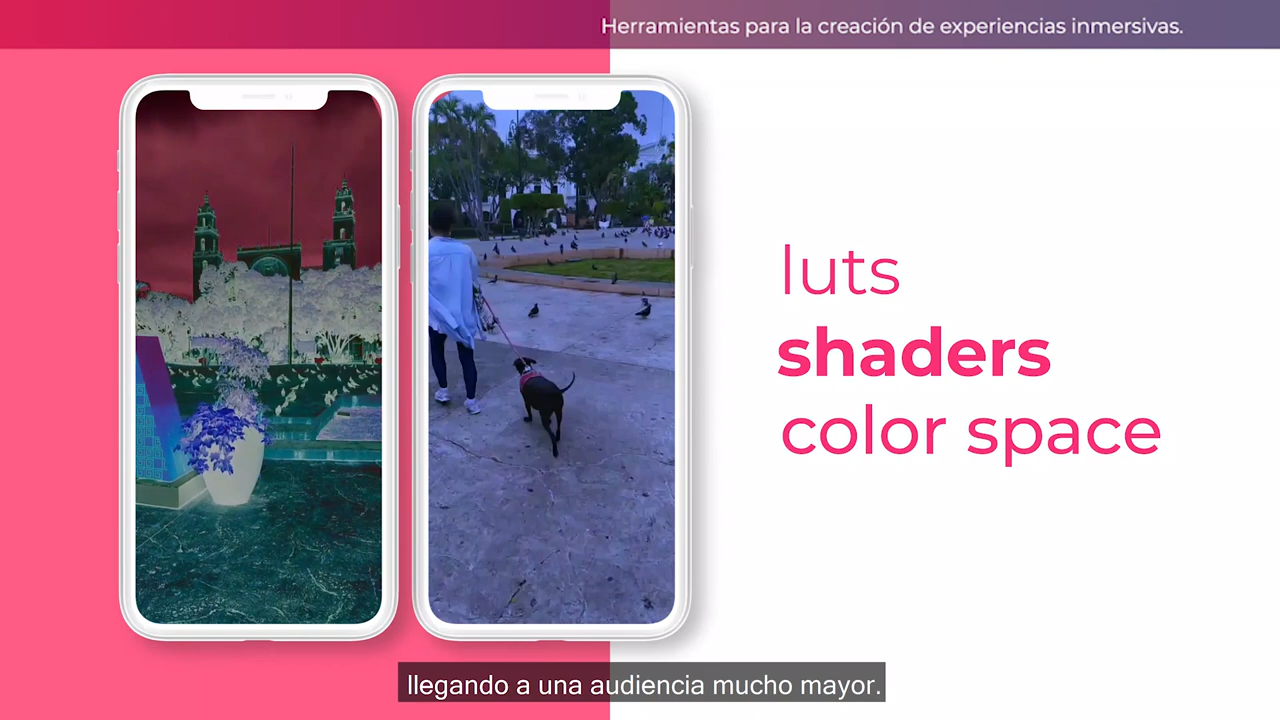 Herramientas para la creación de experiencias inmersivas.
luts
shaders
color space
llegando a una audiencia mucho mayor.